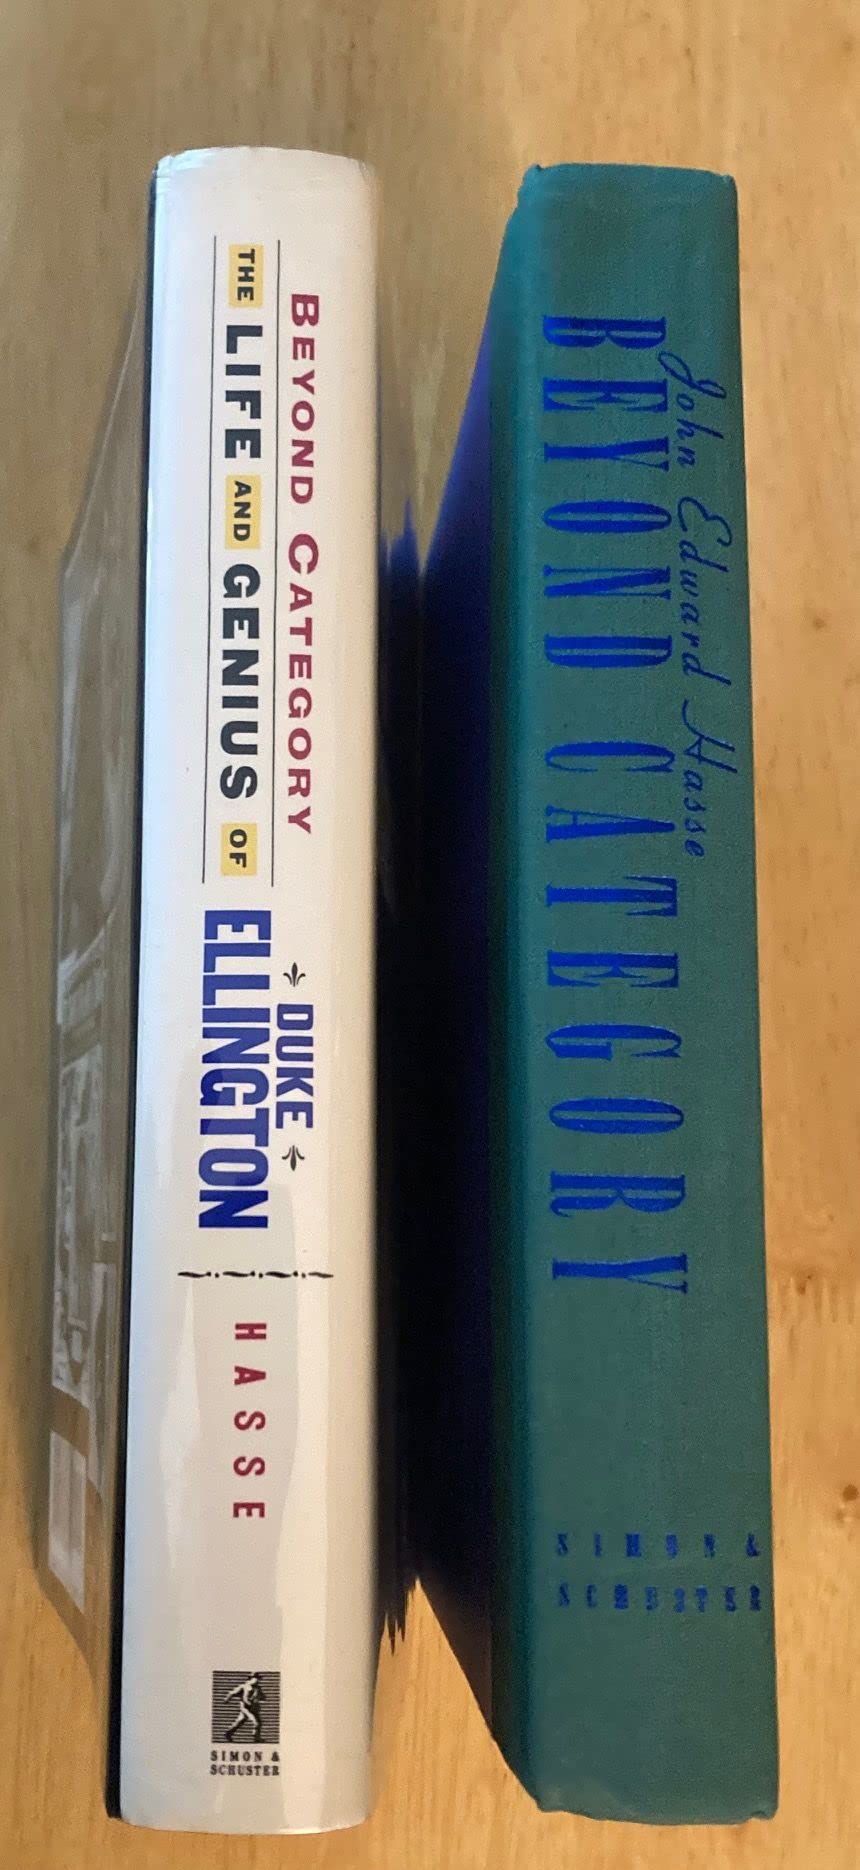 BEYOND CATEGORY
THE LIFE AND GENIUS OF
DUKE
ELLINGTON
HASSE
SIMON &
SCHUSTER
John Edward Hasse
BEYOND CATEGORY
SIMON &
SCHUSTER